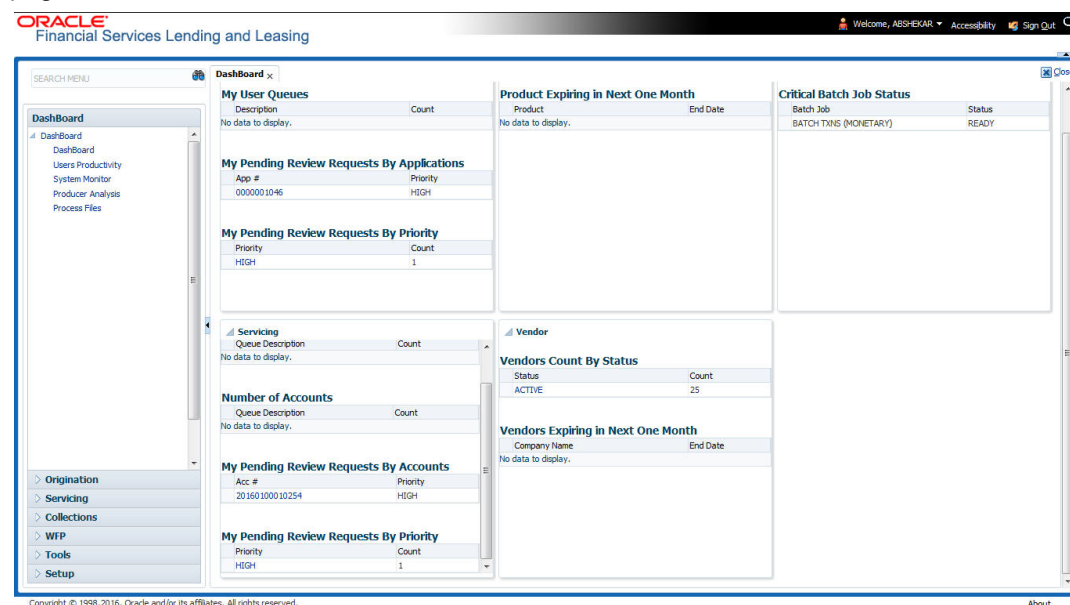 ORACLE
Financial Services Lending and Leasing
Welcome, ABSHEKAR
Accessibility
Sign Out
SEARCH MENU
DashBoard
DashBoard
DashBoard
Users Productivity
System Monitor
Producer Analysis
Process Files
Origination
Servicing
Collections
WFP
Tools
Setup
DashBoard
My User Queues
Description Count
No data to display.
My Pending Review Requests By Applications
App # Priority
0000001046 HIGH
My Pending Review Requests By Priority
Priority Count
HIGH 1
Product Expiring in Next One Month
Product End Date
No data to display.
Critical Batch Job Status
Batch Job Status
BATCH TXNS (MONETARY) READY
Servicing
Queue Description Count
No data to display.
Number of Accounts
Queue Description Count
No data to display.
My Pending Review Requests By Accounts
Acc # Priority
20160100010254 HIGH
My Pending Review Requests By Priority
Priority Count
HIGH 1
Vendor
Vendors Count By Status
Status Count
ACTIVE 25
Vendors Expiring in Next One Month
Company Name End Date
No data to display.
Copyright © 1998, 2016, Oracle and/or its affiliates. All rights reserved.
About